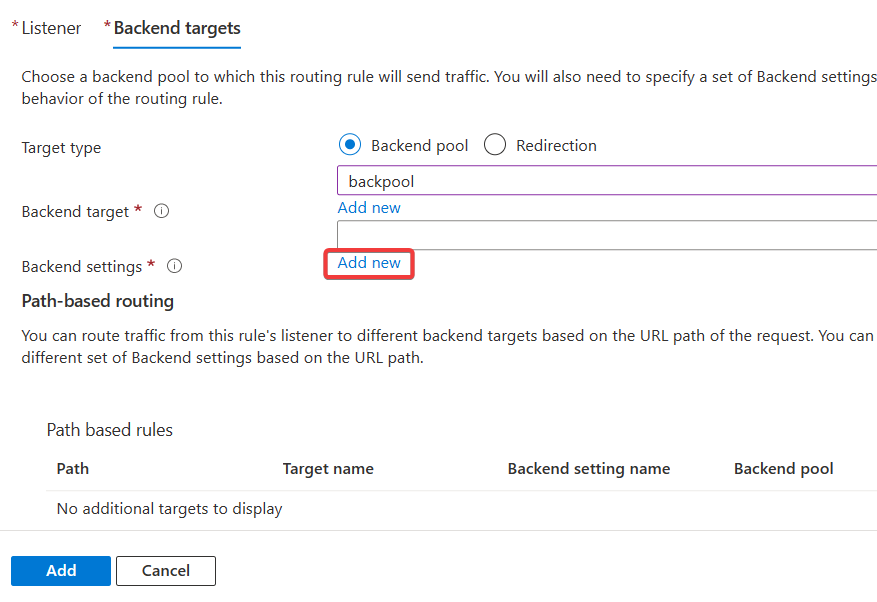 * Listener * Backend targets
Choose a backend pool to which this routing rule will send traffic. You will also need to specify a set of Backend settings
behavior of the routing rule.
Target type Backend pool Redirection
backpool
Backend target *
Add new
Backend settings *
Add new
Path-based routing
You can route traffic from this rule's listener to different backend targets based on the URL path of the request. You can
different set of Backend settings based on the URL path.
Path based rules
Path Target name Backend setting name Backend pool
No additional targets to display
Add Cancel